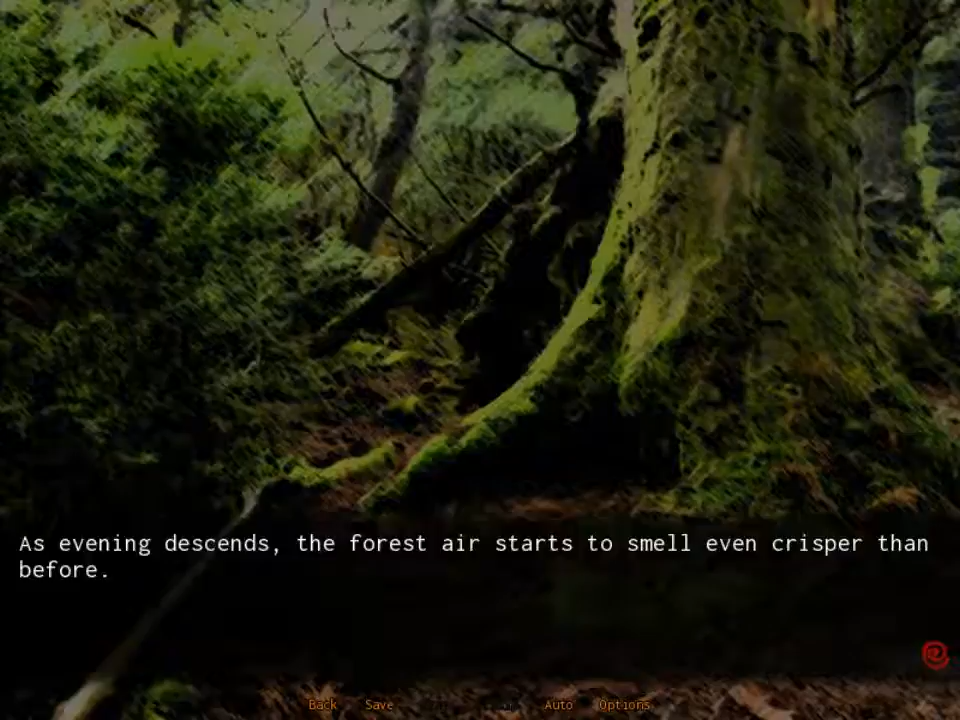 As evening descends, the forest air starts to smell even crisper than
before.
Back Save Auto Options